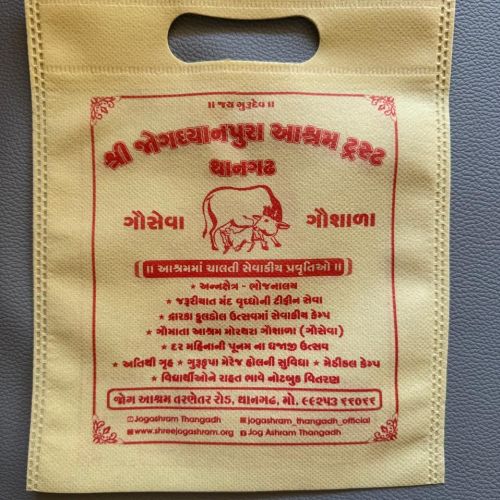 ॥ જય ગુરૂદેવ ॥
શ્રી જોગધ્યાનપુરા આશ્રમ ટ્રસ્ટ
થાનગઢ
ગૌસેવા ગૌશાળા
॥ આશ્રમમાં ચાલતી સેવાકીય પ્રવૃતિઓ ॥
★ અન્નક્ષેત્ર - ભોજનાલય
★ જરૂરીયાત મંદ વૃધ્ધોની ટીફીન સેવા
★ દ્વારકા ફુલડોલ ઉત્સવમાં સેવાકીય કેમ્પ
★ ગૌમાતા આશ્રમ મોરથરા ગૌશાળા (ગૌસેવા)
★ દર મહિનાની પૂનમ ના ધજાજી ઉત્સવ
★ અતિથી ગૃહ ★ ગુરૂકૃપા મેરેજ હોલની સુવિધા ★ મેડીકલ કેમ્પ
★ વિદ્યાર્થીઓને રાહત ભાવે નોટબુક વિતરણ
જોગ આશ્રમ તરણેતર રોડ, થાનગઢ, મો. ૯૯૨૫૩ ૬૯૦૬૬
Jogashram Thangadh jogashram_thangadh_official
www.shreejogashram.org Jog Ashram Thangadh